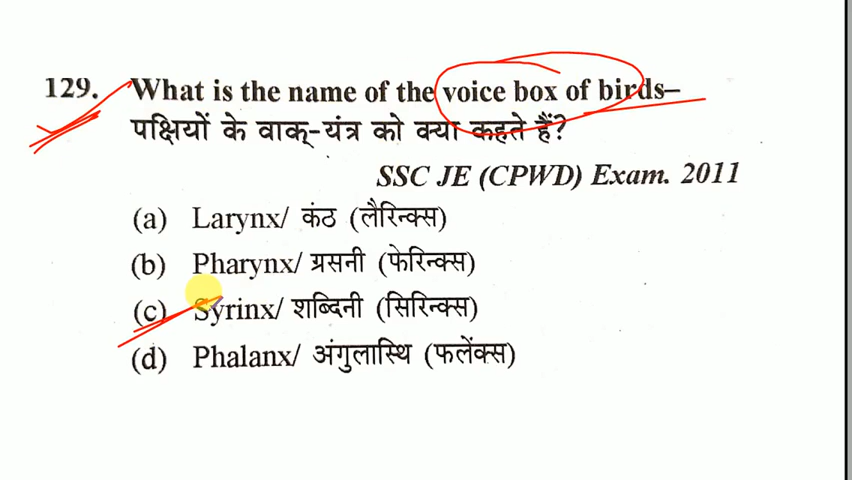 129. What is the name of the voice box of birds–
पक्षियों के वाक्-यंत्र को क्या कहते हैं?
SSC JE (CPWD) Exam. 2011
(a) Larynx/ कंठ (लैरिन्क्स)
(b) Pharynx/ ग्रसनी (फेरिन्क्स)
(c) Syrinx/ शब्दिनी (सिरिन्क्स)
(d) Phalanx/ अंगुलास्थि (फलेंक्स)